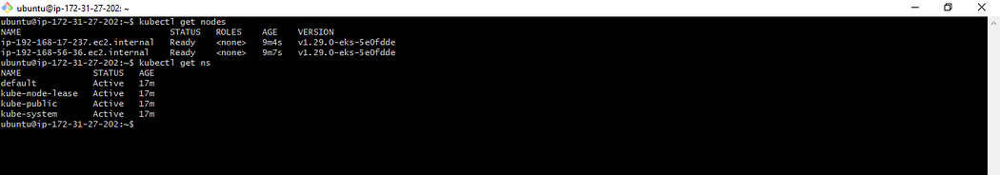 ubuntu@ip-172-31-27-202: ~
ubuntu@ip-172-31-27-202:~$ kubectl get nodes
NAME STATUS ROLES AGE VERSION
ip-192-168-17-237.ec2.internal Ready <none> 9m4s v1.29.0-eks-5e0fdde
ip-192-168-56-36.ec2.internal Ready <none> 9m7s v1.29.0-eks-5e0fdde
ubuntu@ip-172-31-27-202:~$ kubectl get ns
NAME STATUS AGE
default Active 17m
kube-node-lease Active 17m
kube-public Active 17m
kube-system Active 17m
ubuntu@ip-172-31-27-202:~$